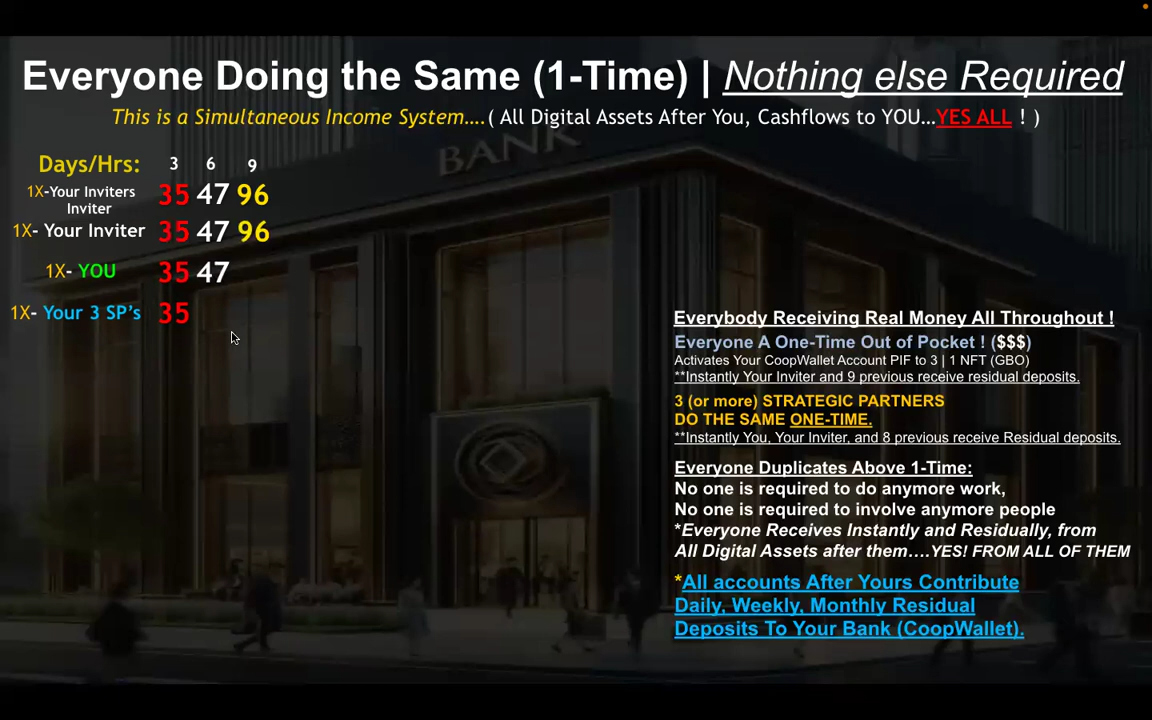 Everyone Doing the Same (1-Time) | Nothing else Required
This is a Simultaneous Income System....( All Digital Assets After You, Cashflows to YOU...YES ALL ! )
BANK
Days/Hrs: 3 6 9
1X-Your Inviters
Inviter
35 47 96
1X- Your Inviter 35 47 96
1X- YOU 35 47
1X- Your 3 SP's 35
Everybody Receiving Real Money All Throughout !
Everyone A One-Time Out of Pocket ! ($$$)
Activates Your CoopWallet Account PIF to 3 | 1 NFT (GBO)
**Instantly Your Inviter and 9 previous receive residual deposits.
3 (or more) STRATEGIC PARTNERS
DO THE SAME ONE-TIME.
**Instantly You, Your Inviter, and 8 previous receive Residual deposits.
Everyone Duplicates Above 1-Time:
No one is required to do anymore work,
No one is required to involve anymore people
*Everyone Receives Instantly and Residually, from
All Digital Assets after them....YES! FROM ALL OF THEM
*All accounts After Yours Contribute
Daily, Weekly, Monthly Residual
Deposits To Your Bank (CoopWallet).